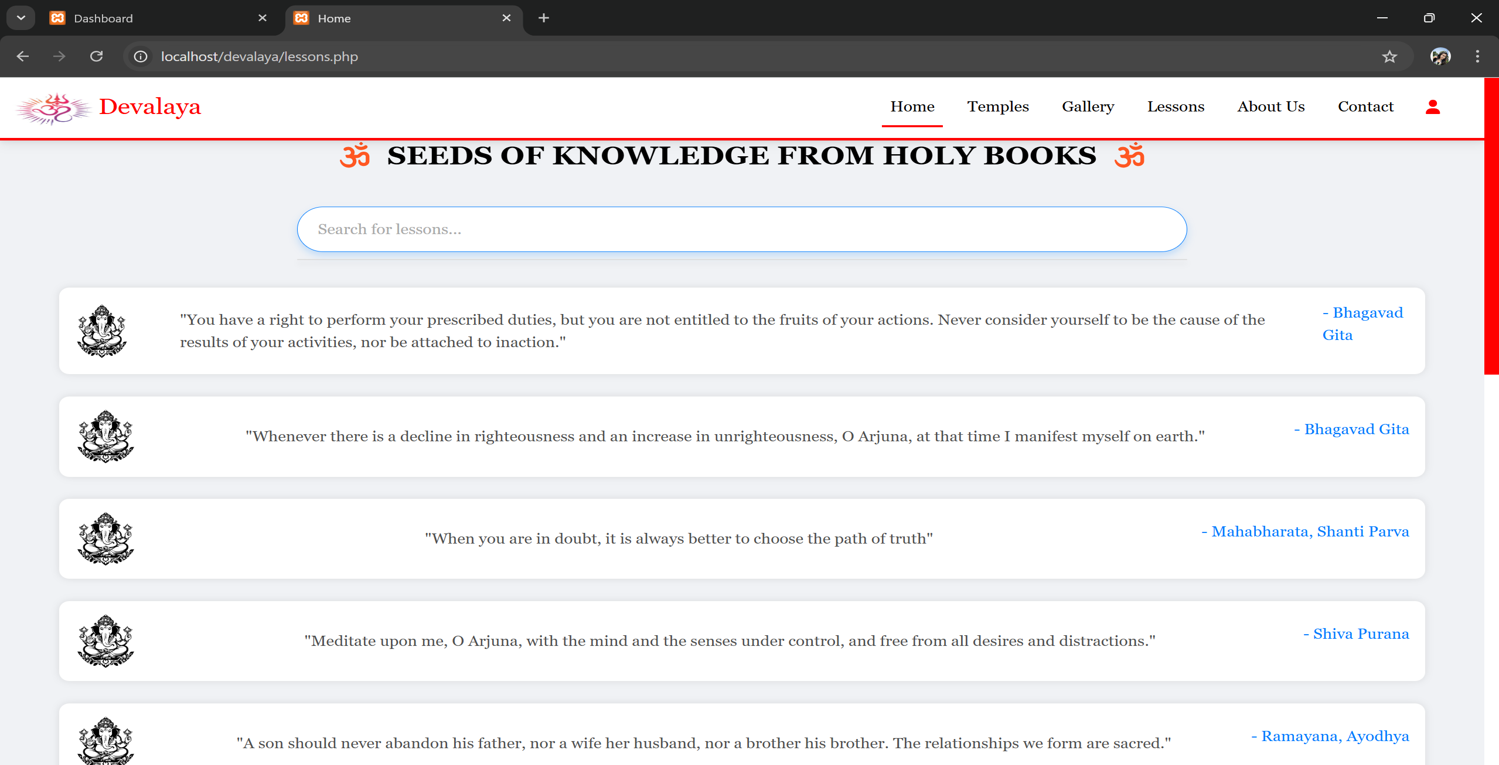 Dashboard
Home
localhost/devalaya/lessons.php
Devalaya
Home Temples Gallery Lessons About Us Contact
ॐ SEEDS OF KNOWLEDGE FROM HOLY BOOKS ॐ
Search for lessons...
"You have a right to perform your prescribed duties, but you are not entitled to the fruits of your actions. Never consider yourself to be the cause of the
results of your activities, nor be attached to inaction."
- Bhagavad
Gita
"Whenever there is a decline in righteousness and an increase in unrighteousness, O Arjuna, at that time I manifest myself on earth."
- Bhagavad Gita
"When you are in doubt, it is always better to choose the path of truth"
- Mahabharata, Shanti Parva
"Meditate upon me, O Arjuna, with the mind and the senses under control, and free from all desires and distractions."
- Shiva Purana
"A son should never abandon his father, nor a wife her husband, nor a brother his brother. The relationships we form are sacred."
- Ramayana, Ayodhya